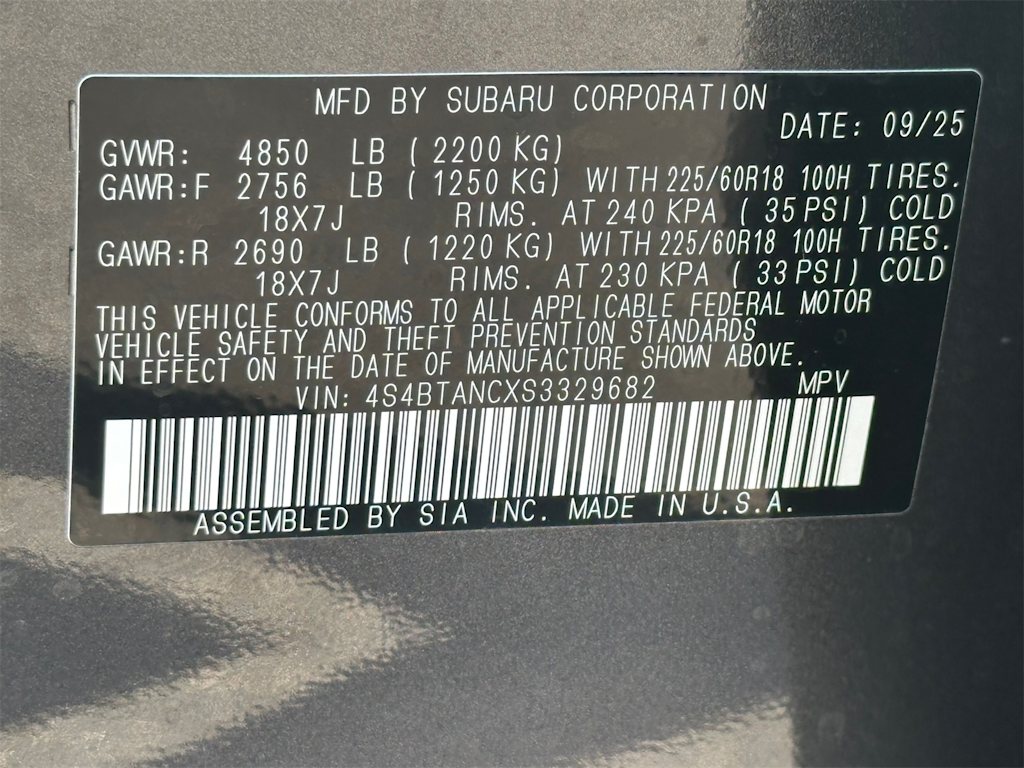 MFD BY SUBARU CORPORATION
DATE: 09/25
GVWR: 4850 LB ( 2200 KG)
GAWR:F 2756 LB ( 1250 KG) WITH 225/60R18 100H TIRES.
18X7J RIMS. AT 240 KPA ( 35 PSI) COLD
GAWR:R 2690 LB ( 1220 KG) WITH 225/60R18 100H TIRES.
18X7J RIMS. AT 230 KPA ( 33 PSI) COLD
THIS VEHICLE CONFORMS TO ALL APPLICABLE FEDERAL MOTOR
VEHICLE SAFETY AND THEFT PREVENTION STANDARDS
IN EFFECT ON THE DATE OF MANUFACTURE SHOWN ABOVE.
VIN: 4S4BTANCXS3329682 MPV
ASSEMBLED BY SIA INC. MADE IN U.S.A.